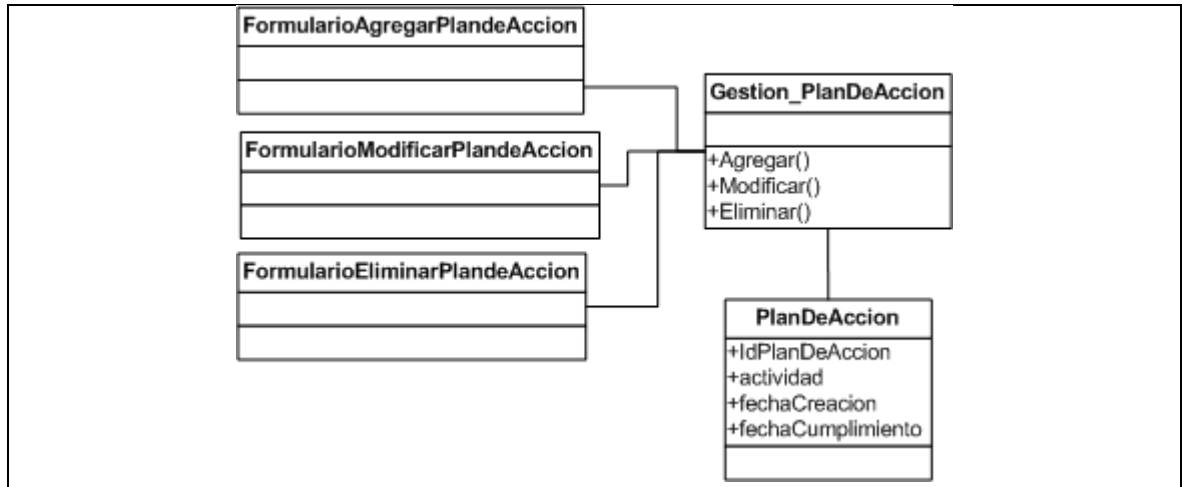 FormularioAgregarPlandeAccion
FormularioModificarPlandeAccion
FormularioEliminarPlandeAccion
Gestion_PlanDeAccion
+Agregar()
+Modificar()
+Eliminar()
PlanDeAccion
+IdPlanDeAccion
+actividad
+fechaCreacion
+fechaCumplimiento